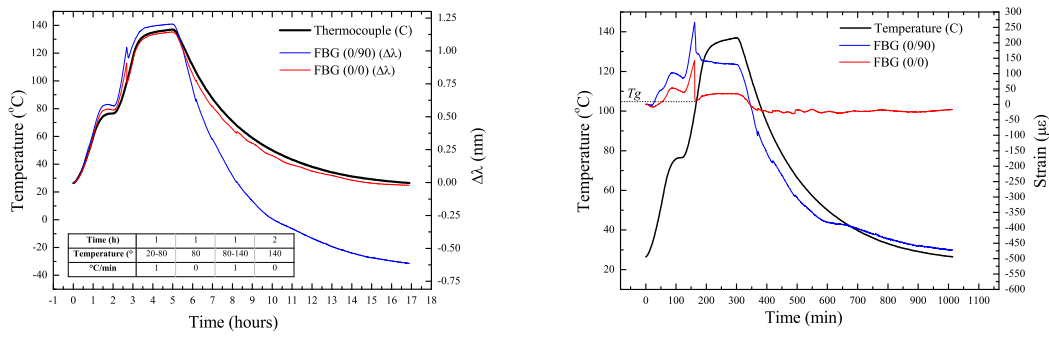 140
120
100
80
60
40
20
0
-20
-40
Temperature (°C)
Thermocouple (C)
FBG (0/90) (Δλ)
FBG (0/0) (Δλ)
1.25
1.00
0.75
0.50
0.25
0.00
-0.25
-0.50
-0.75
Δλ (nm)
Time (h) 1 1 1 2
Temperature (° 20-80 80 80-140 140
°C/min 1 0 1 0
-1 0 1 2 3 4 5 6 7 8 9 10 11 12 13 14 15 16 17 18
Time (hours)
140
120
100
80
60
40
20
Temperature (°C)
Tg
Temperature (C)
FBG (0/90)
FBG (0/0)
300
250
200
150
100
50
0
-50
-100
-150
-200
-250
-300
-350
-400
-450
-500
-550
-600
Strain (με)
0 100 200 300 400 500 600 700 800 900 1000 1100
Time (min)